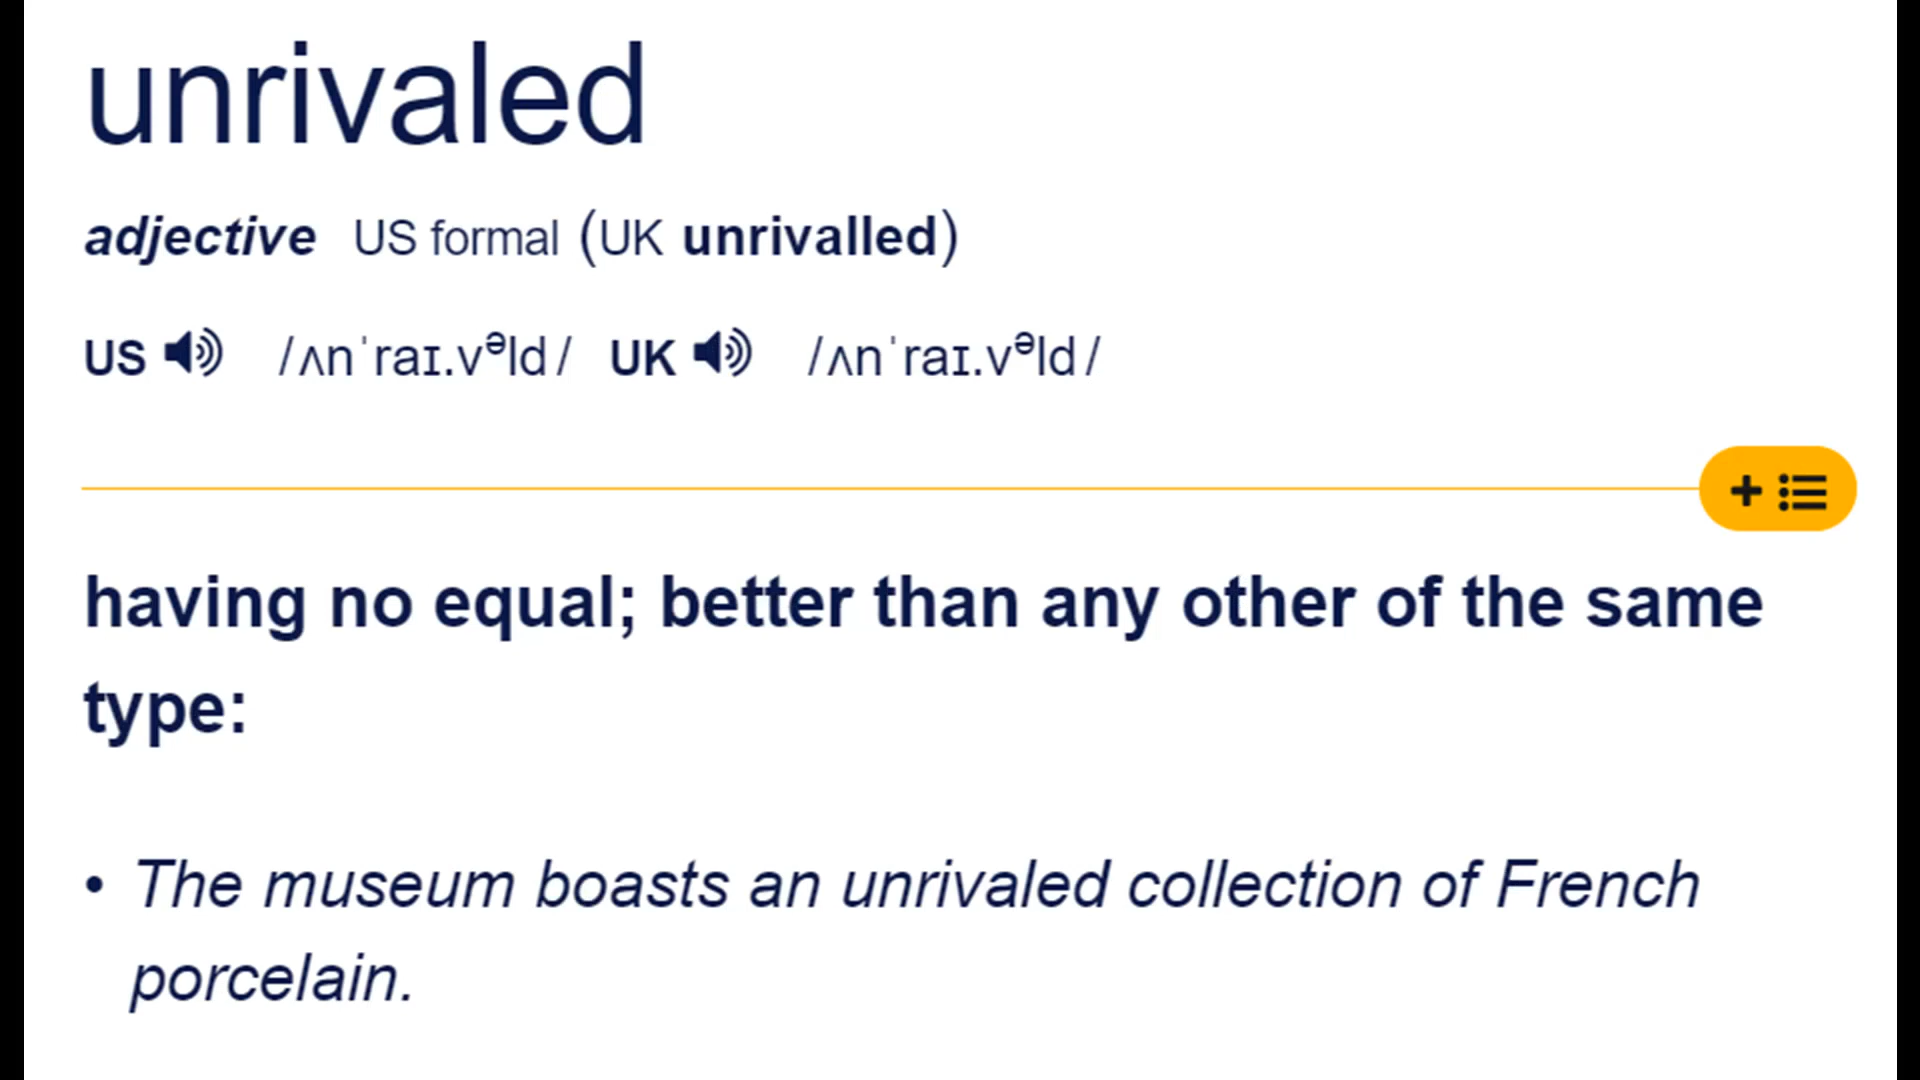 unrivaled
adjective US formal (UK unrivalled)
US /ʌnˈraɪ.vᵊld/ UK /ʌnˈraɪ.vᵊld/
having no equal; better than any other of the same
type:
• The museum boasts an unrivaled collection of French
porcelain.